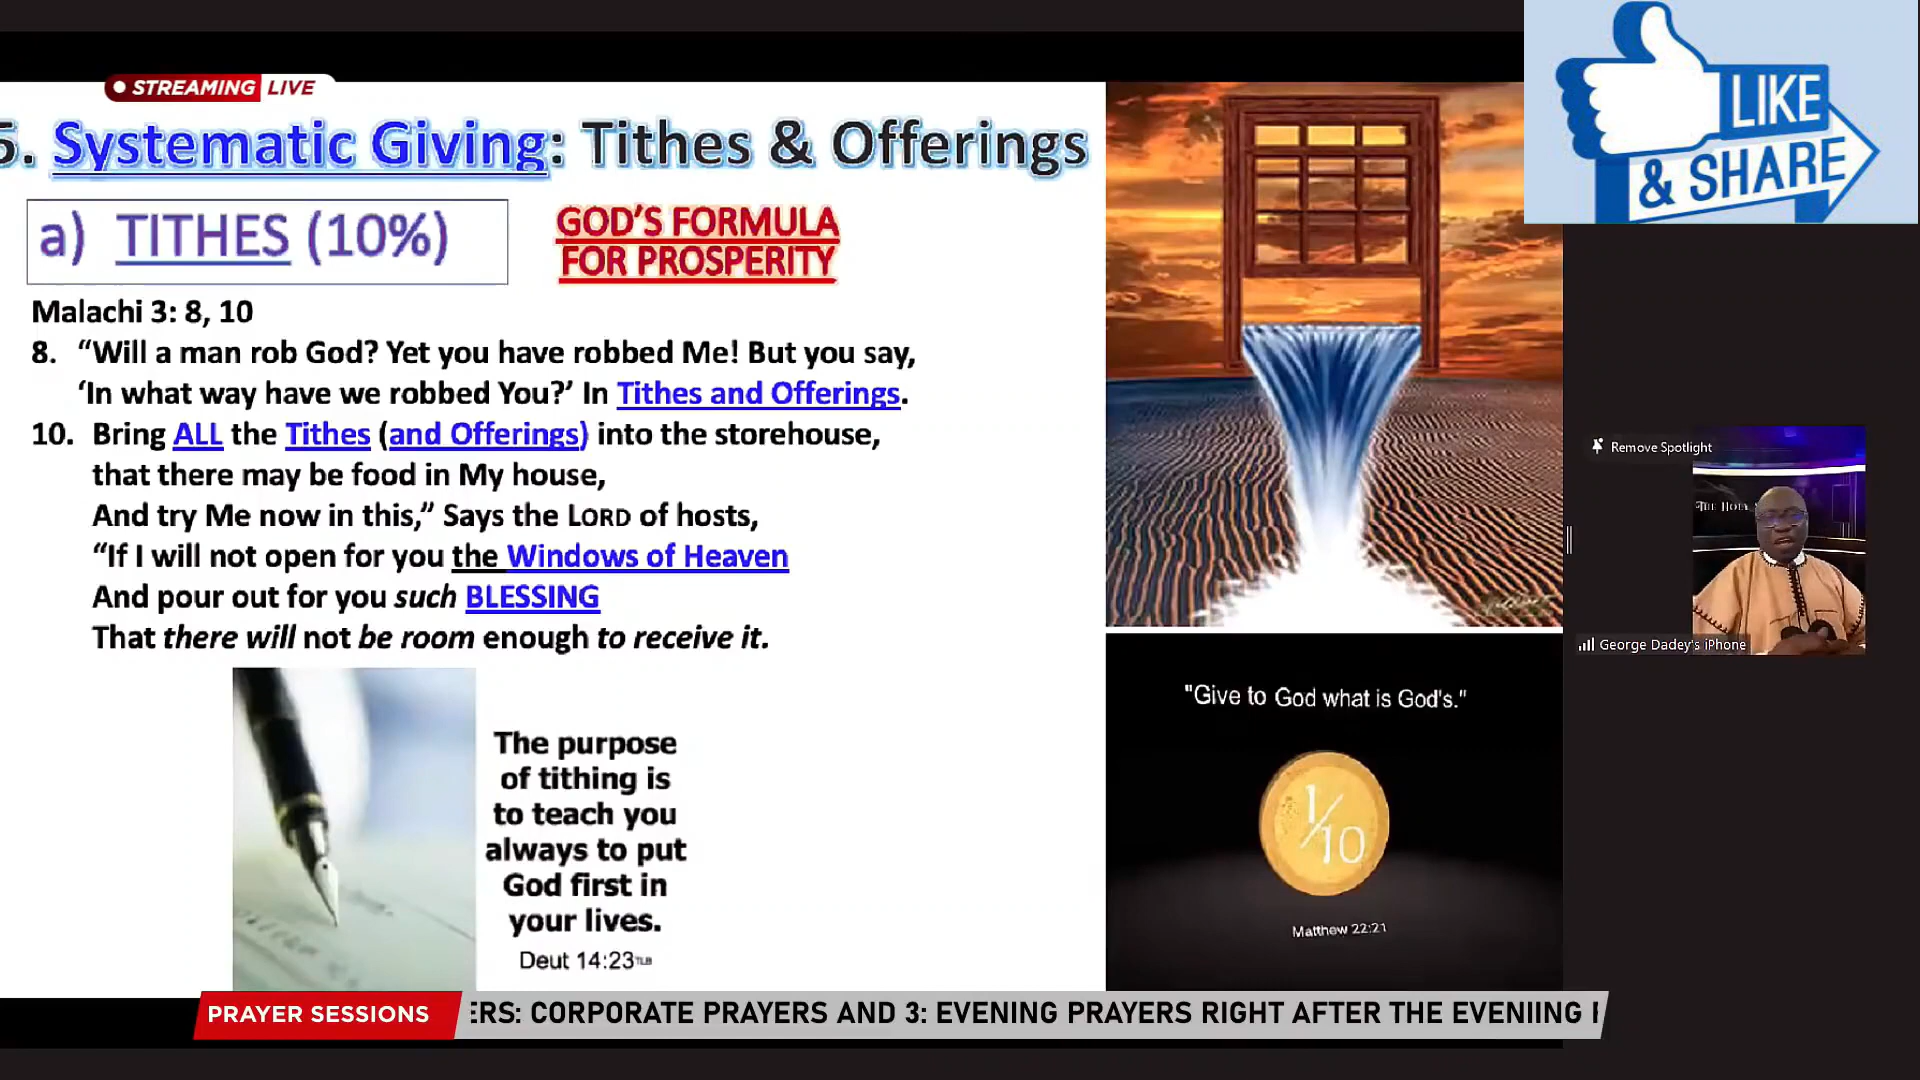 STREAMING LIVE
5. Systematic Giving: Tithes & Offerings
a) TITHES (10%)
GOD'S FORMULA
FOR PROSPERITY
Malachi 3: 8, 10
8. “Will a man rob God? Yet you have robbed Me! But you say,
‘In what way have we robbed You?’ In Tithes and Offerings.
10. Bring ALL the Tithes (and Offerings) into the storehouse,
that there may be food in My house,
And try Me now in this,” Says the LORD of hosts,
“If I will not open for you the Windows of Heaven
And pour out for you such BLESSING
That there will not be room enough to receive it.
The purpose
of tithing is
to teach you
always to put
God first in
your lives.
Deut 14:23 TLB
"Give to God what is God's."
1/10
Matthew 22:21
LIKE
& SHARE
Remove Spotlight
THE HOLY
George Dadey's iPhone
PRAYER SESSIONS
ERS: CORPORATE PRAYERS AND 3: EVENING PRAYERS RIGHT AFTER THE EVENIING